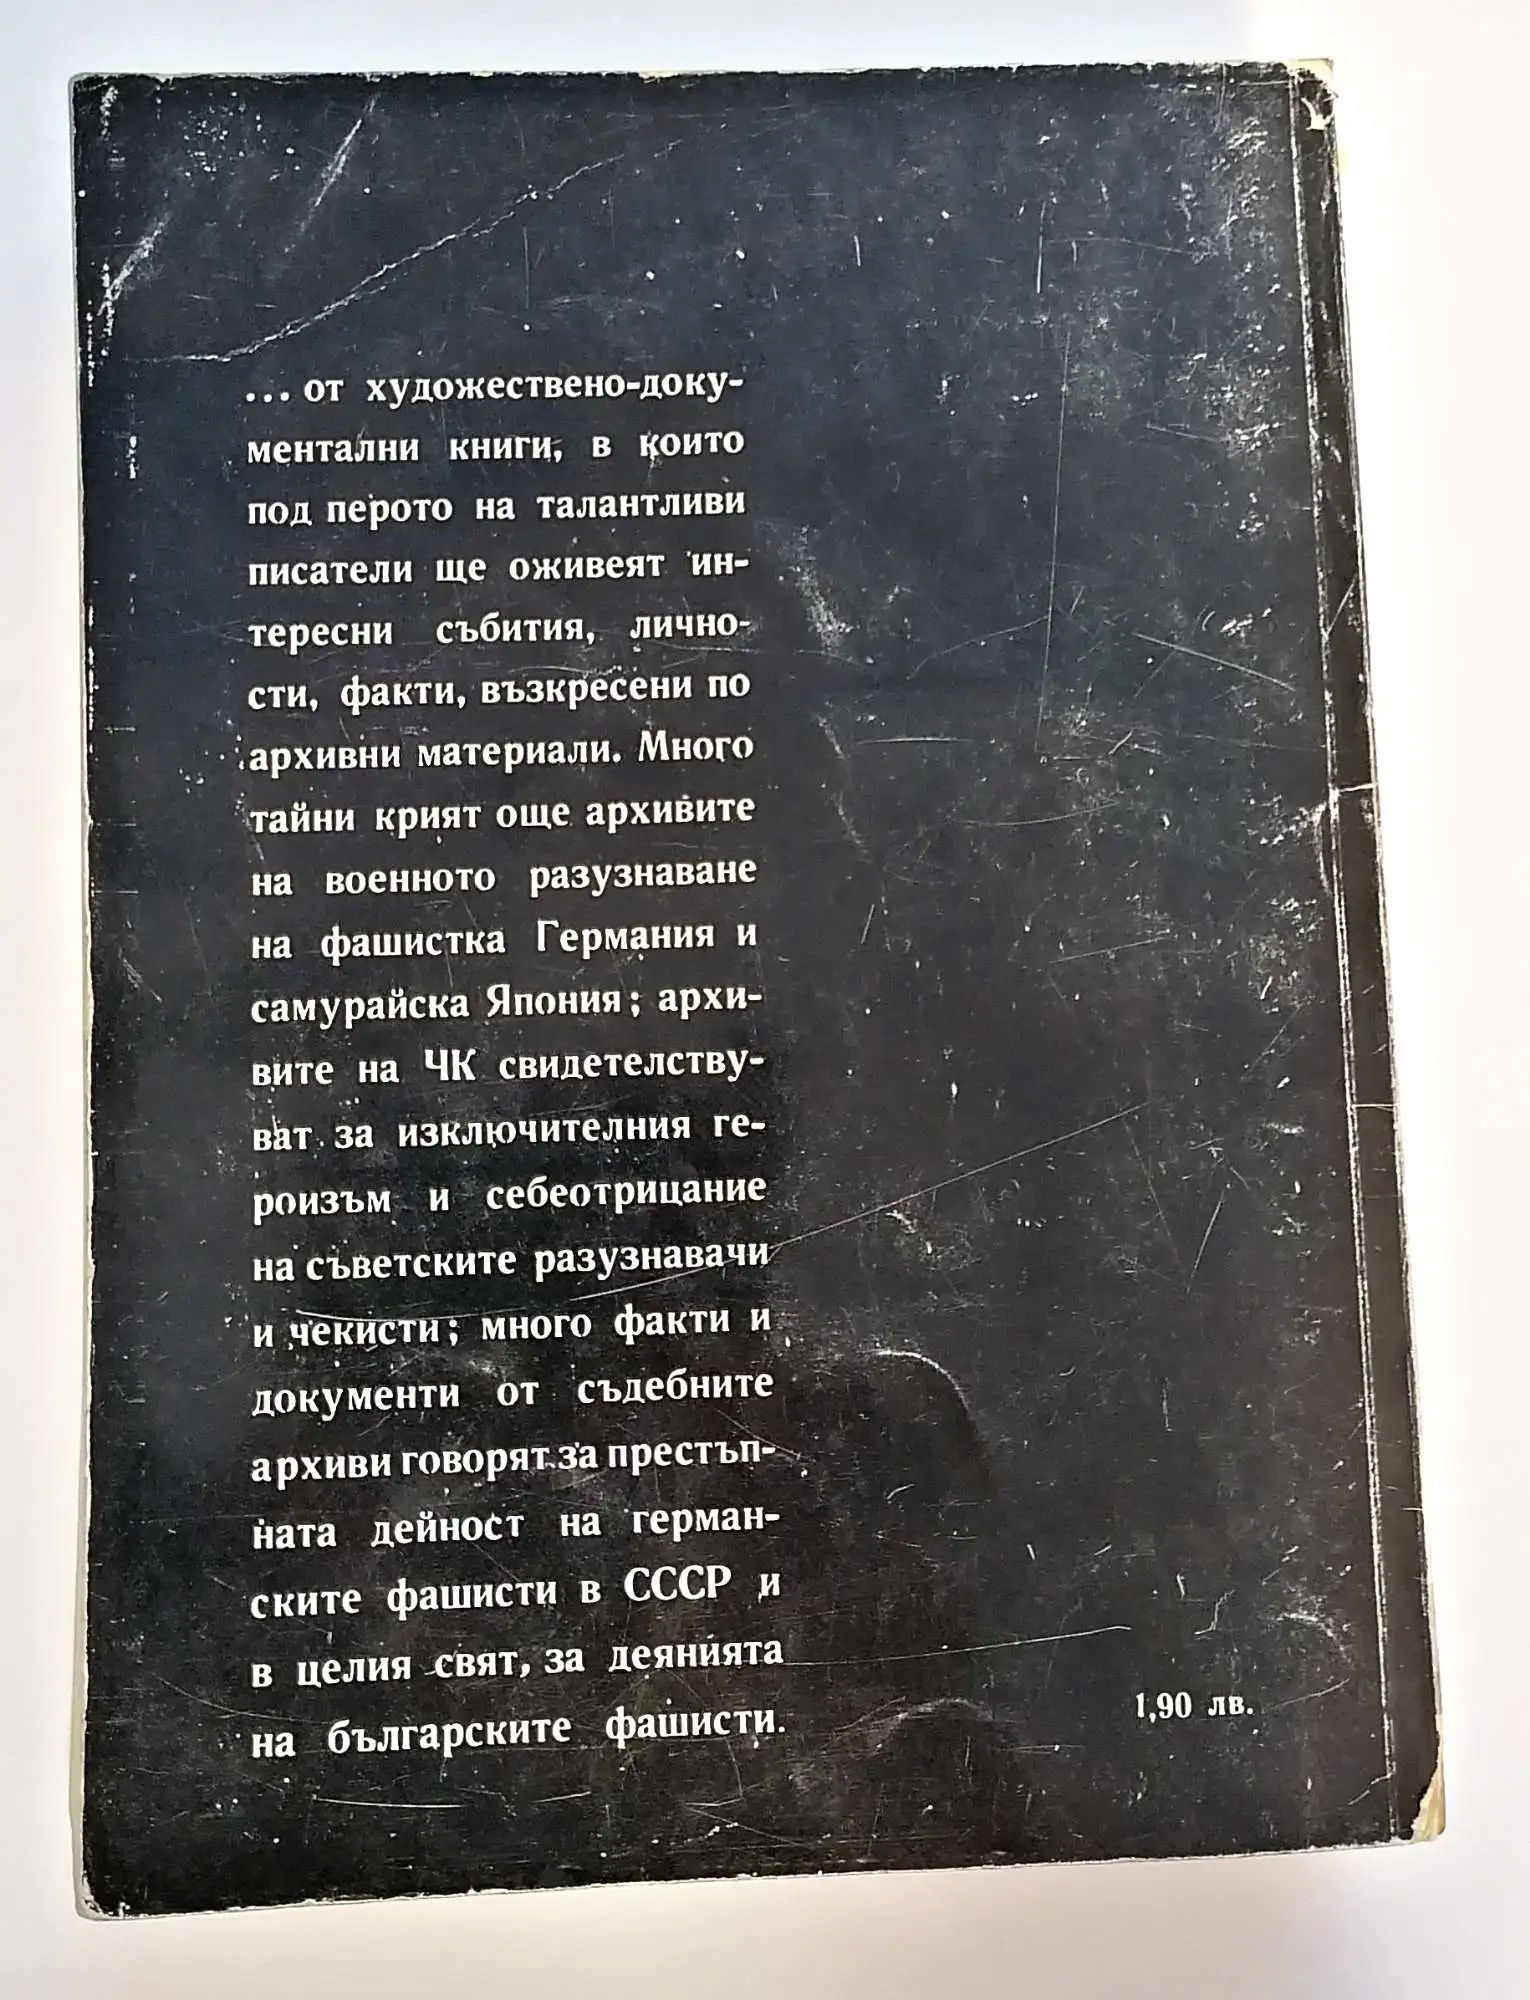 ... от художествено-доку-
ментални книги, в които
под перото на талантливи
писатели ще оживеят ин-
тересни събития, лично-
сти, факти, възкресени по
архивни материали. Много
тайни крият още архивите
на военното разузнаване
на фашистка Германия и
самурайска Япония; архи-
вите на ЧК свидетелству-
ват за изключителния ге-
роизъм и себеотрицание
на съветските разузнавачи
и чекисти; много факти и
документи от съдебните
архиви говорят за престъп-
ната дейност на герман-
ските фашисти в СССР и
в целия свят, за деянията
на българските фашисти.
1,90 лв.